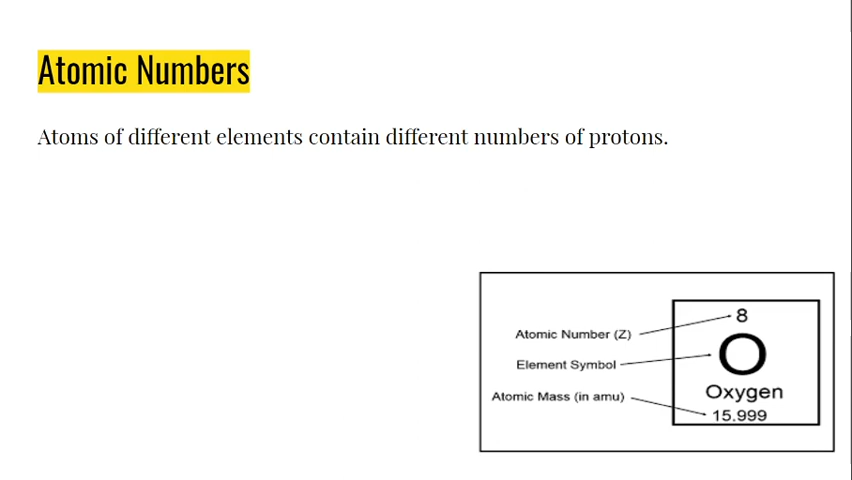 Atomic Numbers
Atoms of different elements contain different numbers of protons.
8
Atomic Number (Z)
O
Element Symbol
Oxygen
Atomic Mass (in amu)
15.999